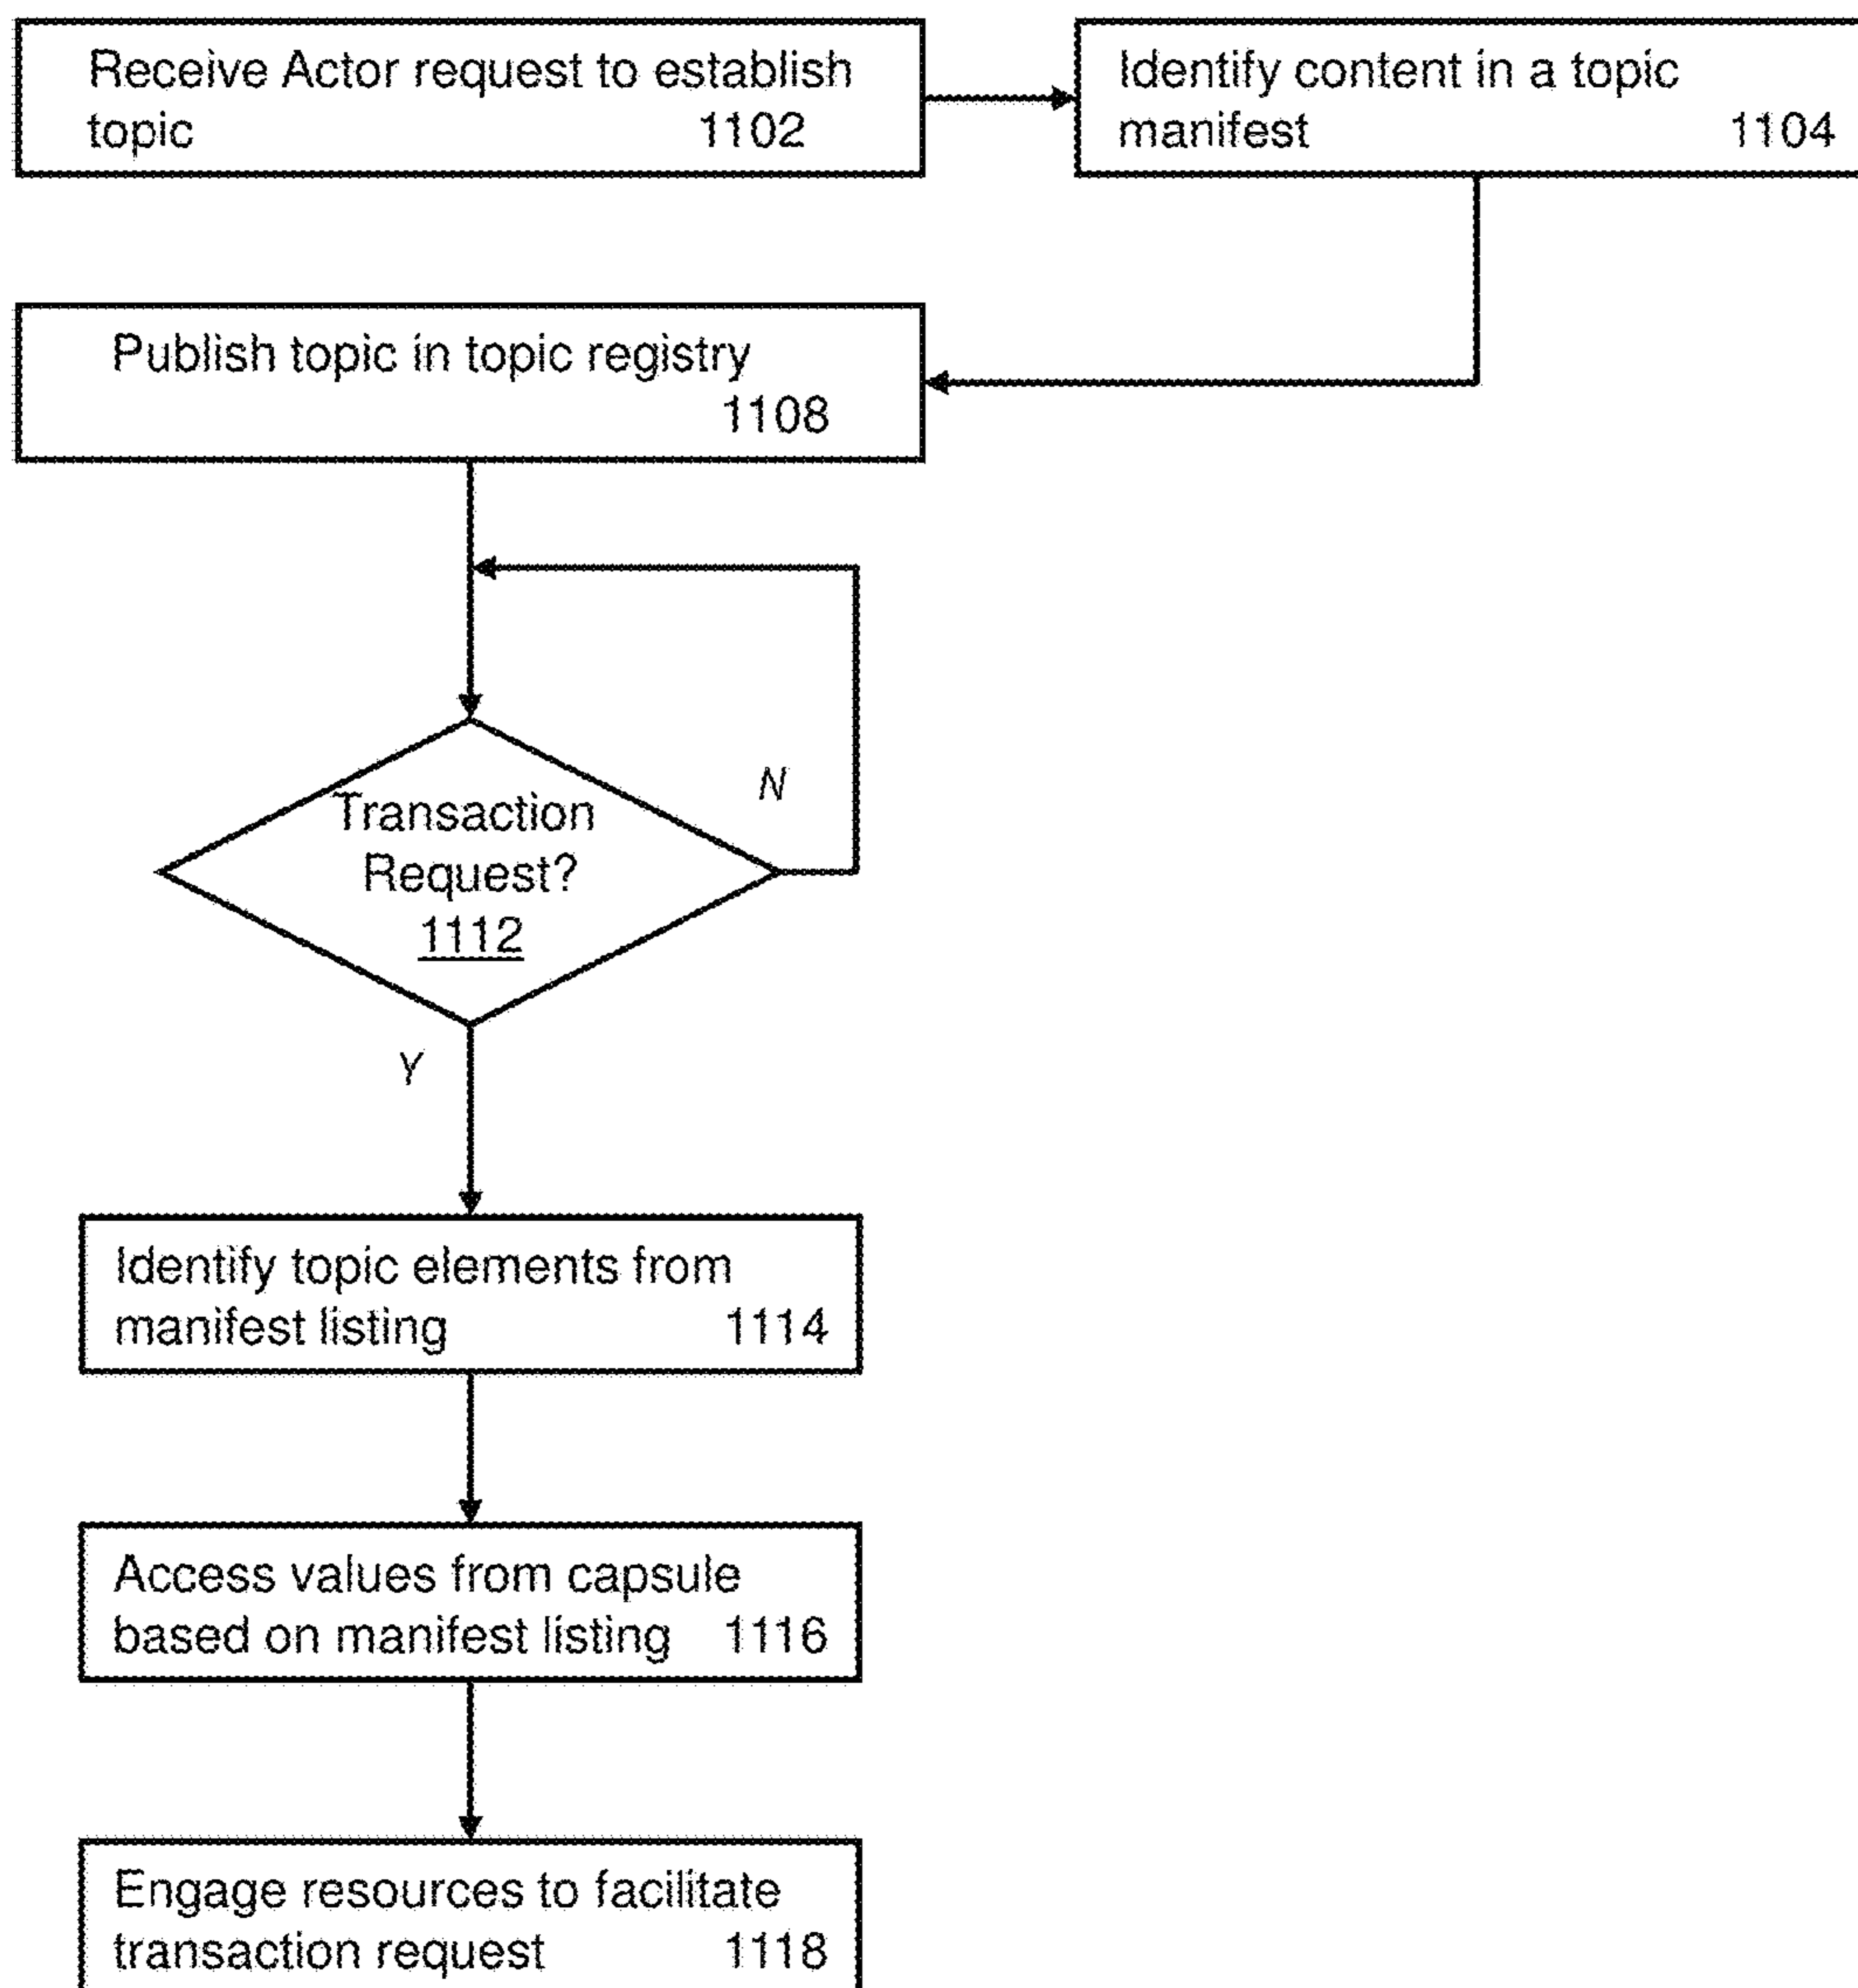 Receive Actor request to establish
topic 1102
Identify content in a topic
manifest 1104
Publish topic in topic registry
1108
N
Transaction
Request?
1112
Y
Identify topic elements from
manifest listing 1114
Access values from capsule
based on manifest listing 1116
Engage resources to facilitate
transaction request 1118